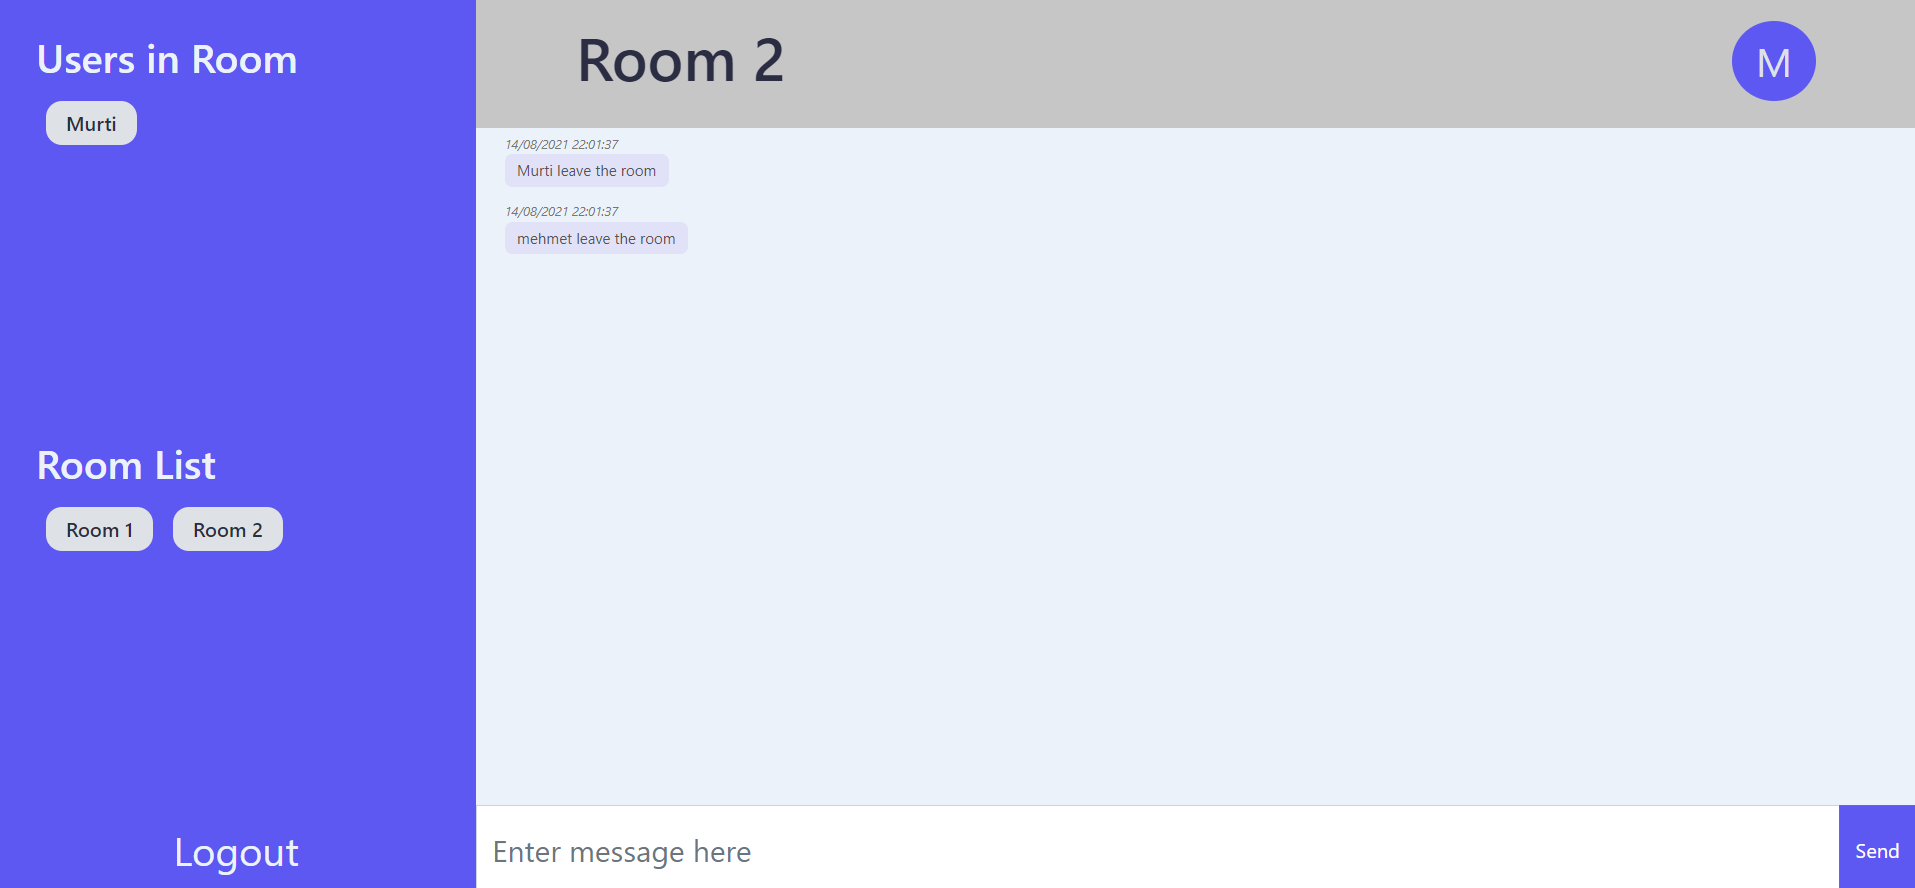 Users in Room
Murti
Room List
Room 1 Room 2
Logout
Room 2
M
14/08/2021 22:01:37
Murti leave the room
14/08/2021 22:01:37
mehmet leave the room
Enter message here
Send